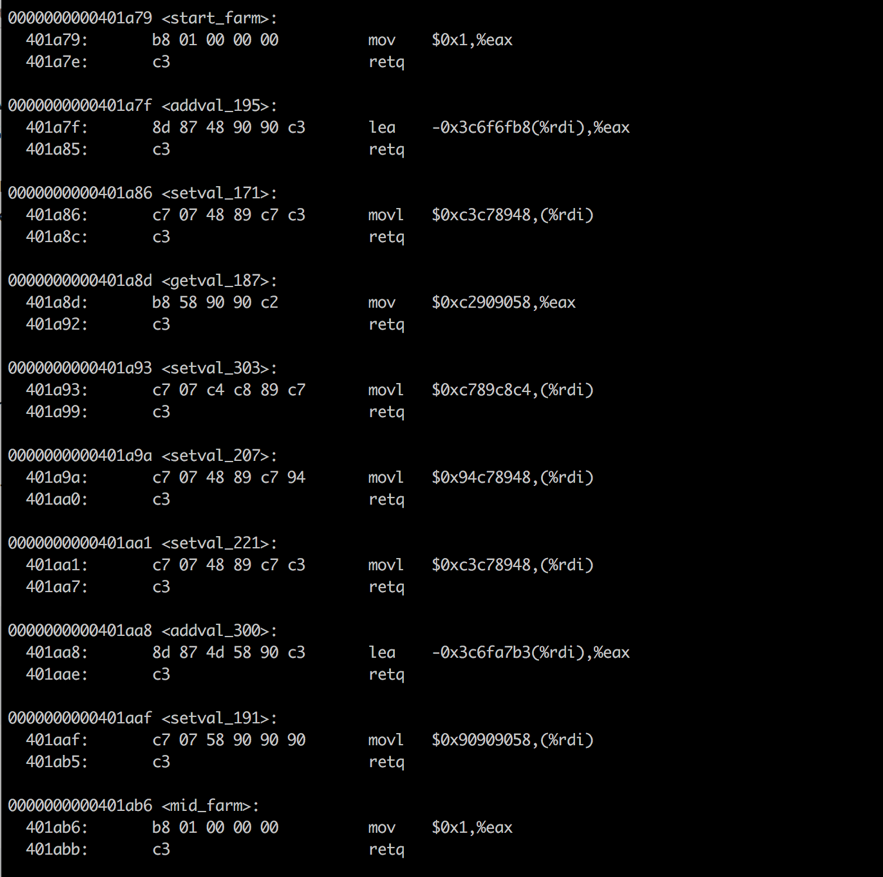 0000000000401a79 <start_farm>:
401a79: b8 01 00 00 00 mov $0x1,%eax
401a7e: c3 retq
0000000000401a7f <addval_195>:
401a7f: 8d 87 48 90 90 c3 lea -0x3c6f6fb8(%rdi),%eax
401a85: c3 retq
0000000000401a86 <setval_171>:
401a86: c7 07 48 89 c7 c3 movl $0xc3c78948,(%rdi)
401a8c: c3 retq
0000000000401a8d <getval_187>:
401a8d: b8 58 90 90 c2 mov $0xc2909058,%eax
401a92: c3 retq
0000000000401a93 <setval_303>:
401a93: c7 07 c4 c8 89 c7 movl $0xc789c8c4,(%rdi)
401a99: c3 retq
0000000000401a9a <setval_207>:
401a9a: c7 07 48 89 c7 94 movl $0x94c78948,(%rdi)
401aa0: c3 retq
0000000000401aa1 <setval_221>:
401aa1: c7 07 48 89 c7 c3 movl $0xc3c78948,(%rdi)
401aa7: c3 retq
0000000000401aa8 <addval_300>:
401aa8: 8d 87 4d 58 90 c3 lea -0x3c6fa7b3(%rdi),%eax
401aae: c3 retq
0000000000401aaf <setval_191>:
401aaf: c7 07 58 90 90 90 movl $0x90909058,(%rdi)
401ab5: c3 retq
0000000000401ab6 <mid_farm>:
401ab6: b8 01 00 00 00 mov $0x1,%eax
401abb: c3 retq